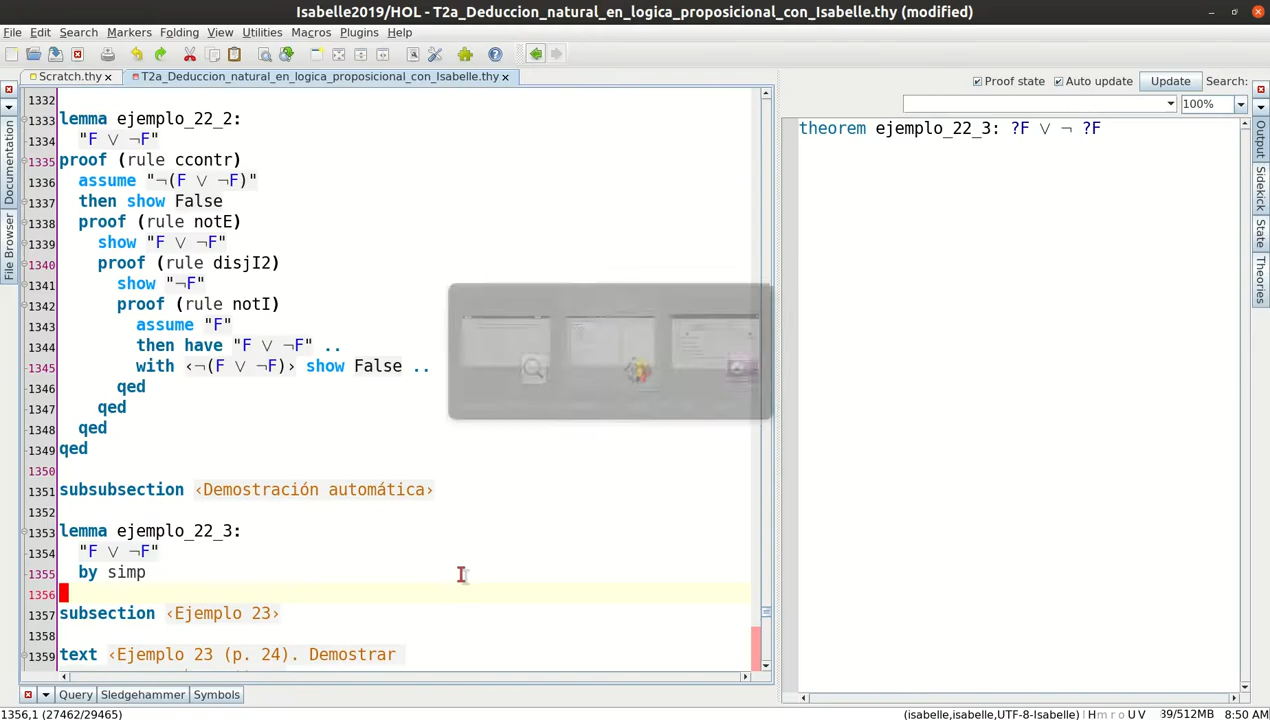 Isabelle2019/HOL - T2a_Deduccion_natural_en_logica_proposicional_con_Isabelle.thy (modified)
File Edit Search Markers Folding View Utilities Macros Plugins Help
Scratch.thy
T2a_Deduccion_natural_en_logica_proposicional_con_Isabelle.thy
Proof state
Auto update
Update
Search:
100%
File Browser
Documentation
1332
1333 lemma ejemplo_22_2:
1334 "F ∨ ¬F"
1335 proof (rule ccontr)
1336 assume "¬(F ∨ ¬F)"
1337 then show False
1338 proof (rule notE)
1339 show "F ∨ ¬F"
1340 proof (rule disjI2)
1341 show "¬F"
1342 proof (rule notI)
1343 assume "F"
1344 then have "F ∨ ¬F" ..
1345 with ‹¬(F ∨ ¬F)› show False ..
1346 qed
1347 qed
1348 qed
1349 qed
1350
1351 subsubsection ‹Demostración automática›
1352
1353 lemma ejemplo_22_3:
1354 "F ∨ ¬F"
1355 by simp
1356
1357 subsection ‹Ejemplo 23›
1358
1359 text ‹Ejemplo 23 (p. 24). Demostrar
theorem ejemplo_22_3: ?F ∨ ¬ ?F
Output
Sidekick
State
Theories
Query
Sledgehammer
Symbols
1356,1 (27462/29465)
(isabelle,isabelle,UTF-8-Isabelle)
H m r o U V
39/512MB
8:50 AM